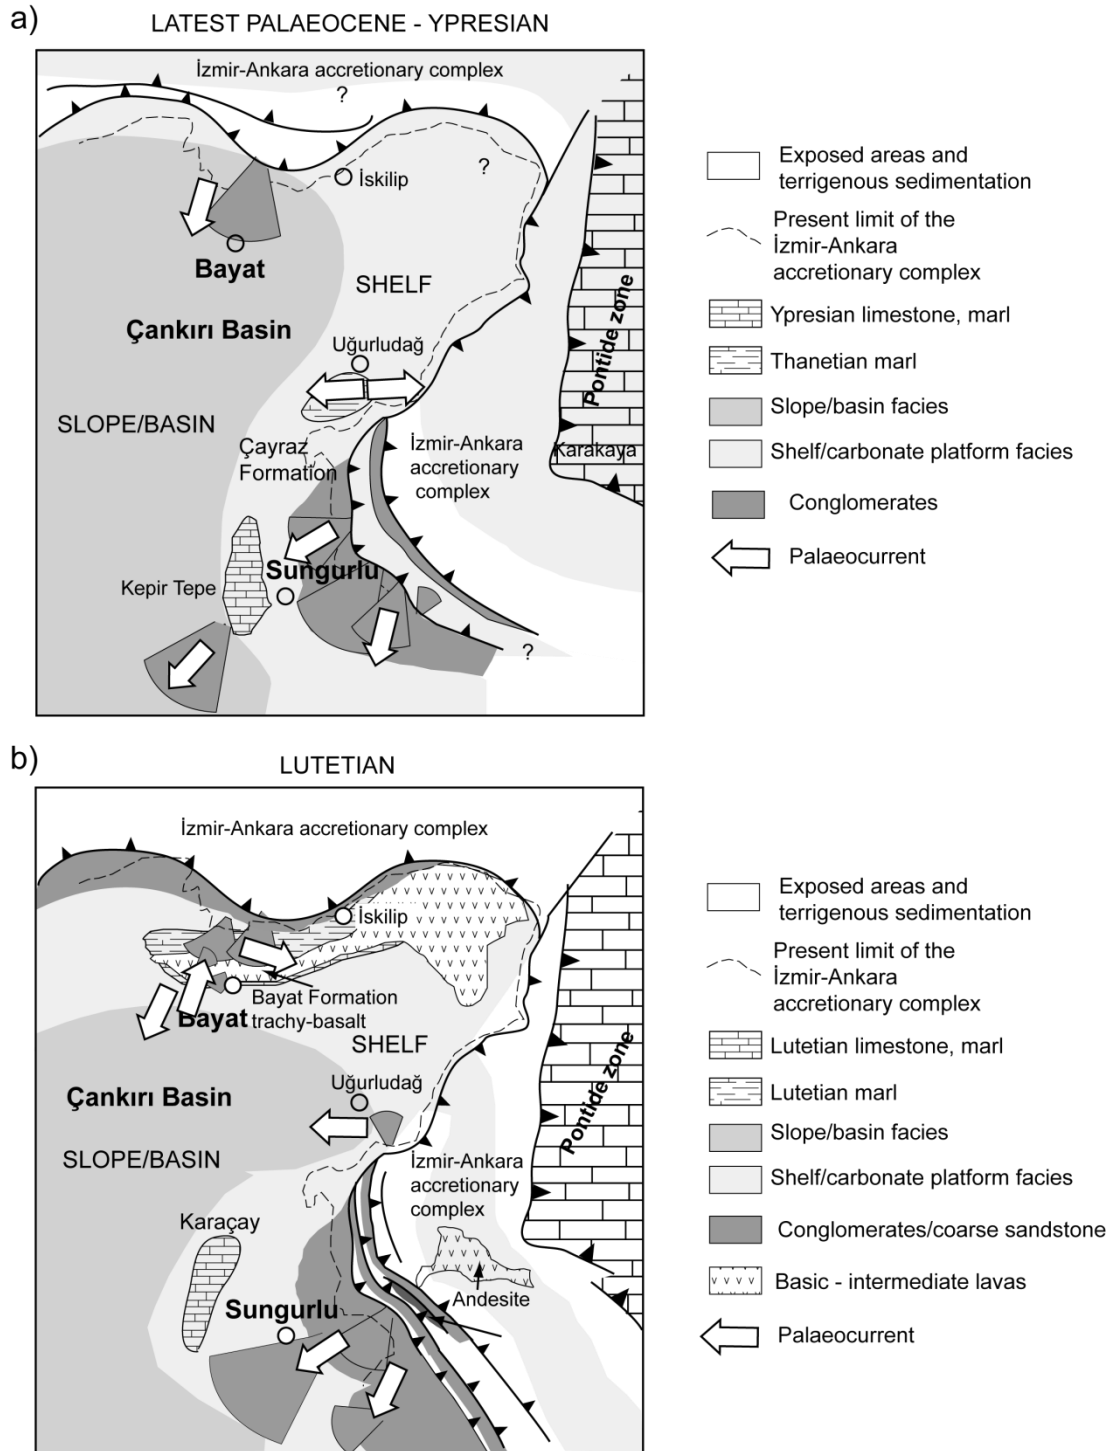 a)
LATEST PALAEOCENE - YPRESIAN
İzmir-Ankara accretionary complex
?
İskilip
?
Bayat
SHELF
Çankırı Basin
Uğurludağ
SLOPE/BASIN
Çayraz
Formation
İzmir-Ankara
accretionary
complex
Pontide zone
Karakaya
Kepir Tepe
Sungurlu
?
Exposed areas and
terrigenous sedimentation
Present limit of the
İzmir-Ankara
accretionary complex
Ypresian limestone, marl
Thanetian marl
Slope/basin facies
Shelf/carbonate platform facies
Conglomerates
Palaeocurrent
b)
LUTETIAN
İzmir-Ankara accretionary complex
İskilip
Bayat Formation
trachy-basalt
Bayat
SHELF
Çankırı Basin
Uğurludağ
SLOPE/BASIN
İzmir-Ankara
accretionary
complex
Pontide zone
Karaçay
Andesite
Sungurlu
Exposed areas and
terrigenous sedimentation
Present limit of the
İzmir-Ankara
accretionary complex
Lutetian limestone, marl
Lutetian marl
Slope/basin facies
Shelf/carbonate platform facies
Conglomerates/coarse sandstone
Basic - intermediate lavas
Palaeocurrent